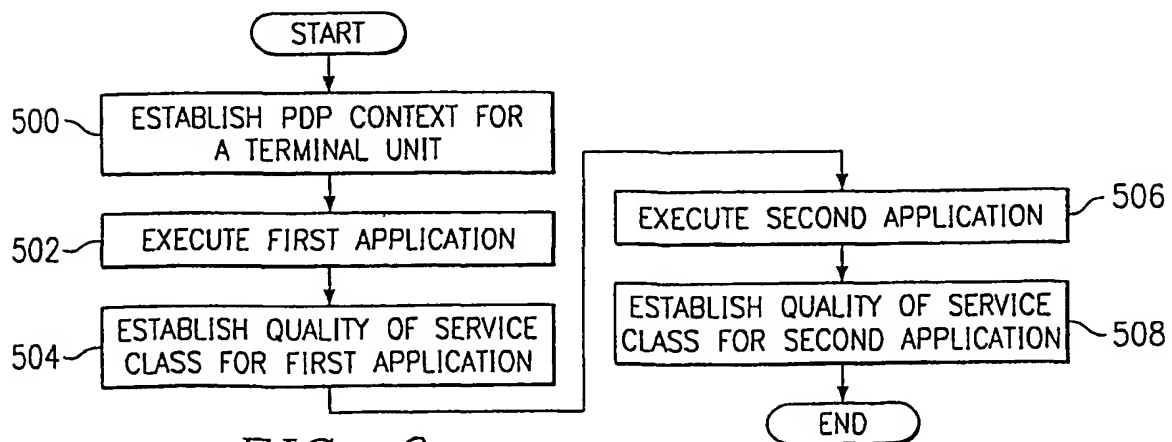 START
500
ESTABLISH PDP CONTEXT FOR
A TERMINAL UNIT
502
EXECUTE FIRST APPLICATION
504
ESTABLISH QUALITY OF SERVICE
CLASS FOR FIRST APPLICATION
EXECUTE SECOND APPLICATION
506
ESTABLISH QUALITY OF SERVICE
CLASS FOR SECOND APPLICATION
508
END